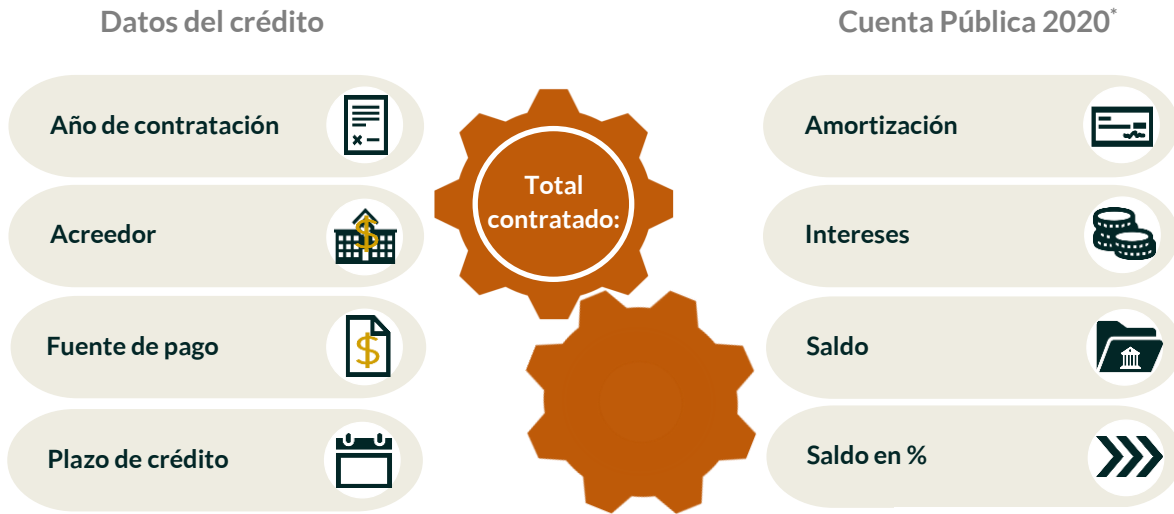 Datos del crédito
Año de contratación
Acreedor
Fuente de pago
Plazo de crédito
Total
contratado:
Cuenta Pública 2020*
Amortización
Intereses
Saldo
Saldo en %